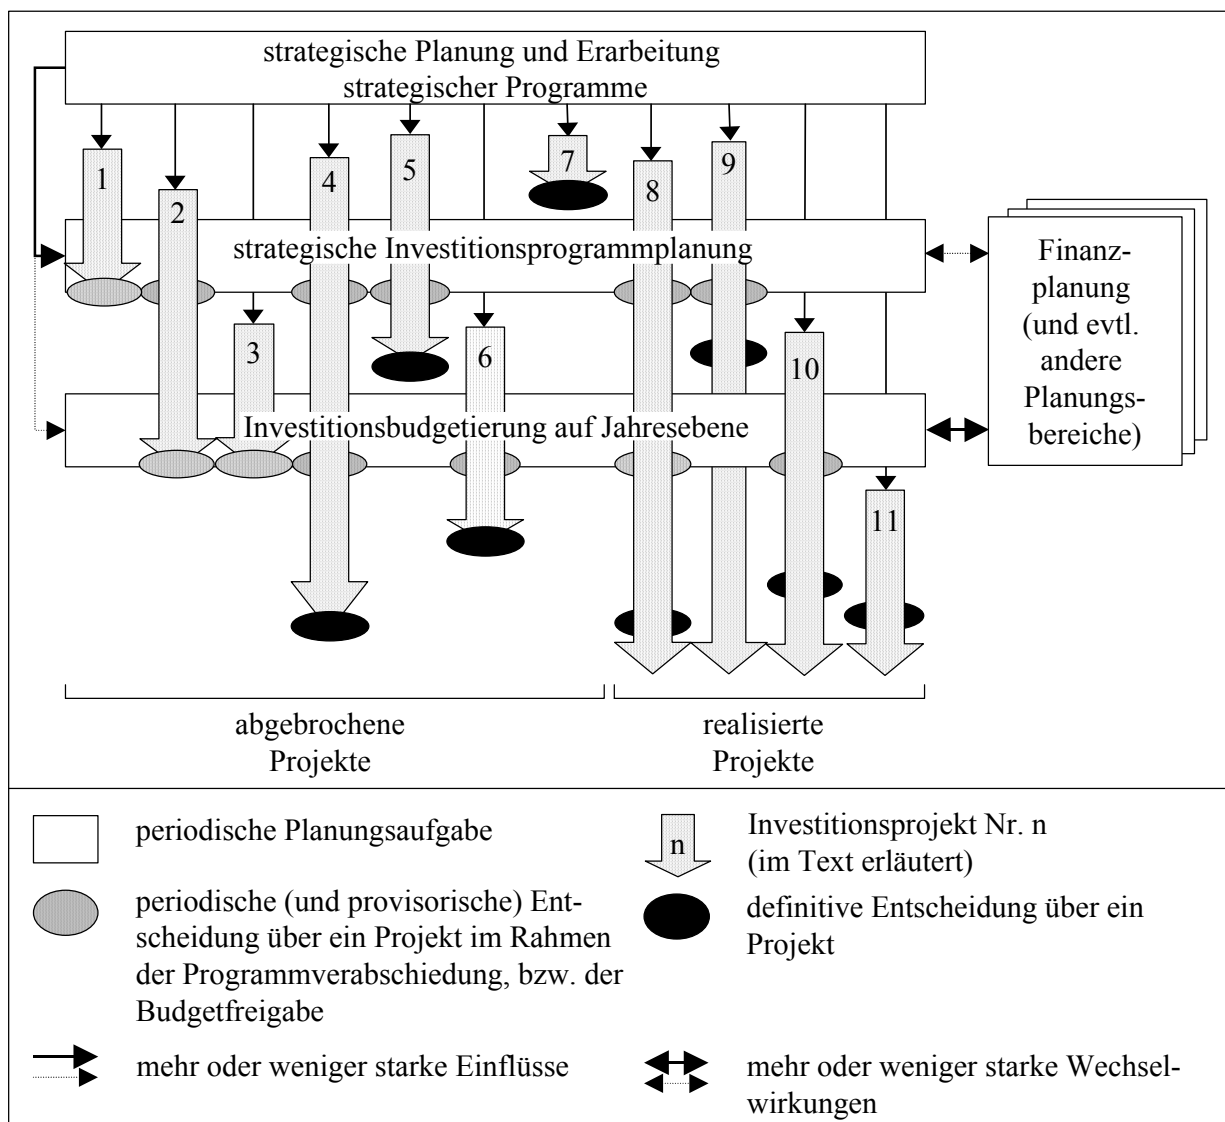 strategische Planung und Erarbeitung
strategischer Programme
1
2
3
4
5
6
7
8
9
10
11
strategische Investitionsprogrammplanung
Investitionsbudgetierung auf Jahresebene
Finanz-
planung
(und evtl.
andere
Planungs-
bereiche)
abgebrochene
Projekte
realisierte
Projekte
periodische Planungsaufgabe
periodische (und provisorische) Ent-
scheidung über ein Projekt im Rahmen
der Programmverabschiedung, bzw. der
Budgetfreigabe
mehr oder weniger starke Einflüsse
n
Investitionsprojekt Nr. n
(im Text erläutert)
definitive Entscheidung über ein
Projekt
mehr oder weniger starke Wechsel-
wirkungen